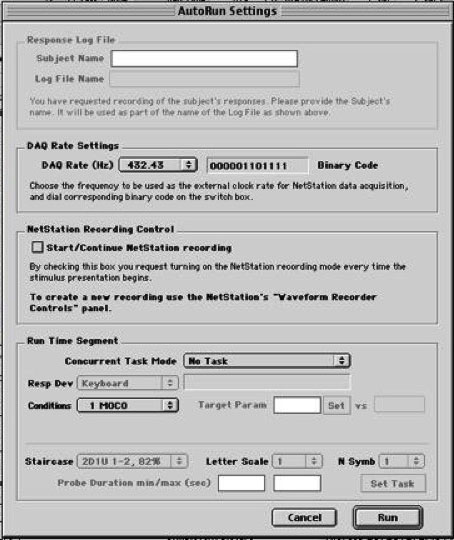 AutoRun Settings
Response Log File
Subject Name
Log File Name
You have requested recording of the subject's responses. Please provide the Subject's
name. It will be used as part of the name of the Log File as shown above.
DAQ Rate Settings
DAQ Rate (Hz) 432.43 000001101111 Binary Code
Choose the frequency to be used as the external clock rate for NetStation data acquisition,
and dial corresponding binary code on the switch box.
NetStation Recording Control
Start/Continue NetStation recording
By checking this box you request turning on the NetStation recording mode every time the
stimulus presentation begins.
To create a new recording use the NetStation's "Waveform Recorder
Controls" panel.
Run Time Segment
Concurrent Task Mode No Task
Resp Dev Keyboard
Conditions 1 MOCO Target Param Set vs
Staircase 2D1U 1-2, 82% Letter Scale 1 N Symb 1
Probe Duration min/max (sec) Set Task
Cancel Run